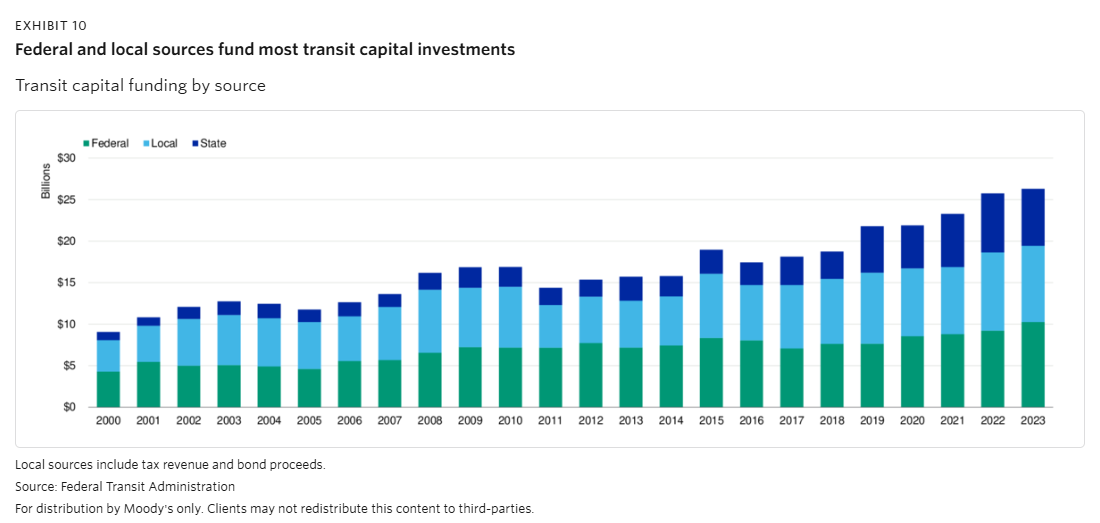 EXHIBIT 10
Federal and local sources fund most transit capital investments
Transit capital funding by source
Federal Local State
Billions
$30
$25
$20
$15
$10
$5
$0
2000 2001 2002 2003 2004 2005 2006 2007 2008 2009 2010 2011 2012 2013 2014 2015 2016 2017 2018 2019 2020 2021 2022 2023
Local sources include tax revenue and bond proceeds.
Source: Federal Transit Administration
For distribution by Moody's only. Clients may not redistribute this content to third-parties.